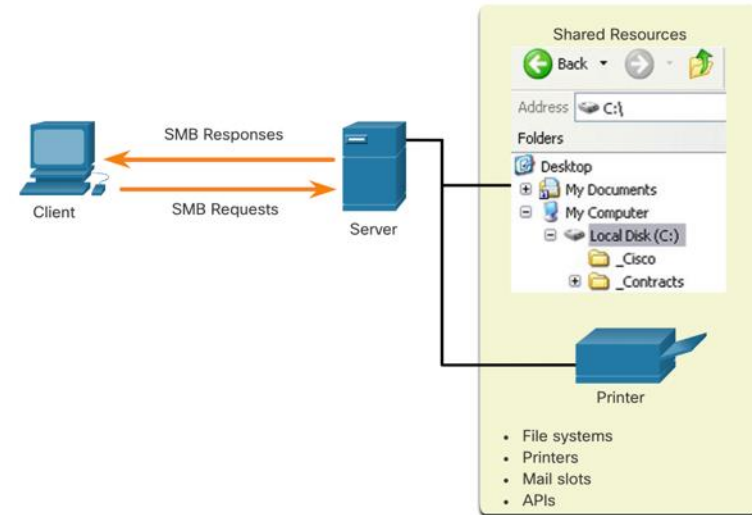 Shared Resources
Back
Address C:\
Folders
Desktop
My Documents
My Computer
Local Disk (C:)
_Cisco
_Contracts
SMB Responses
SMB Requests
Client
Server
Printer
• File systems
• Printers
• Mail slots
• APIs